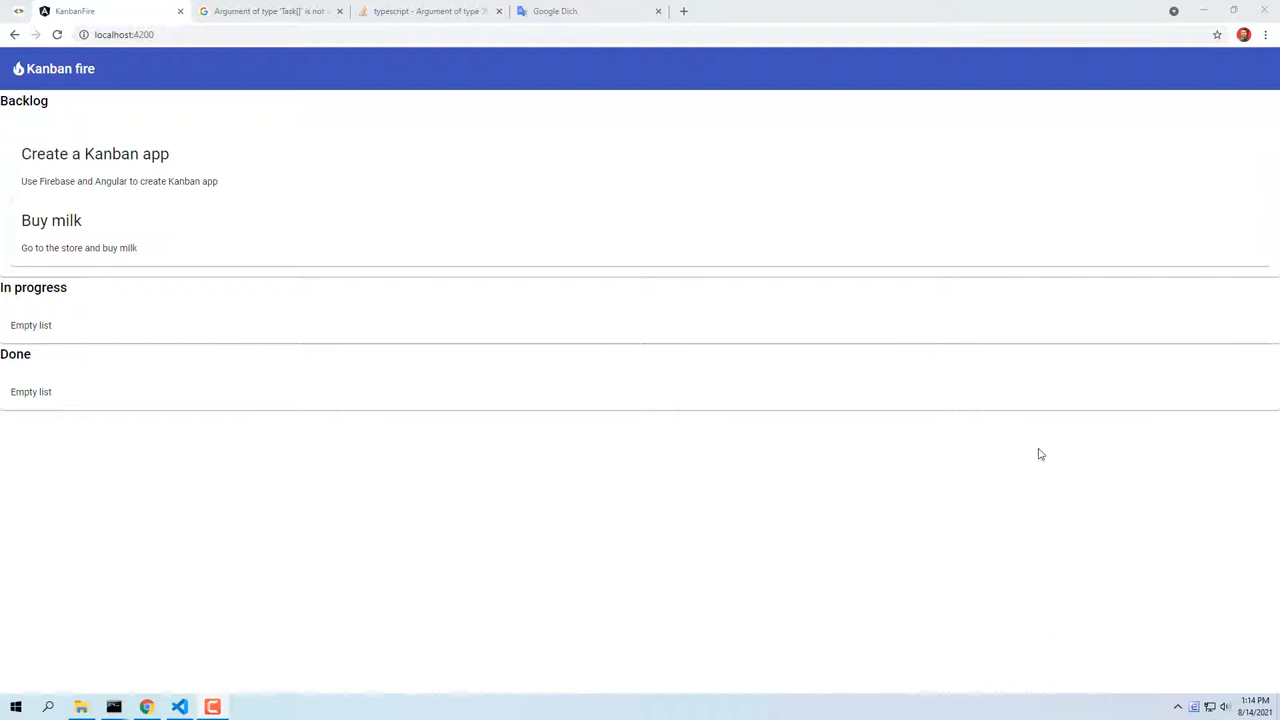 KanbanFire
Argument of type 'Task[]' is not
typescript - Argument of type 'X
Google Dịch
localhost:4200
Kanban fire
Backlog
Create a Kanban app
Use Firebase and Angular to create Kanban app
Buy milk
Go to the store and buy milk
In progress
Empty list
Done
Empty list
1:14 PM
8/14/2021